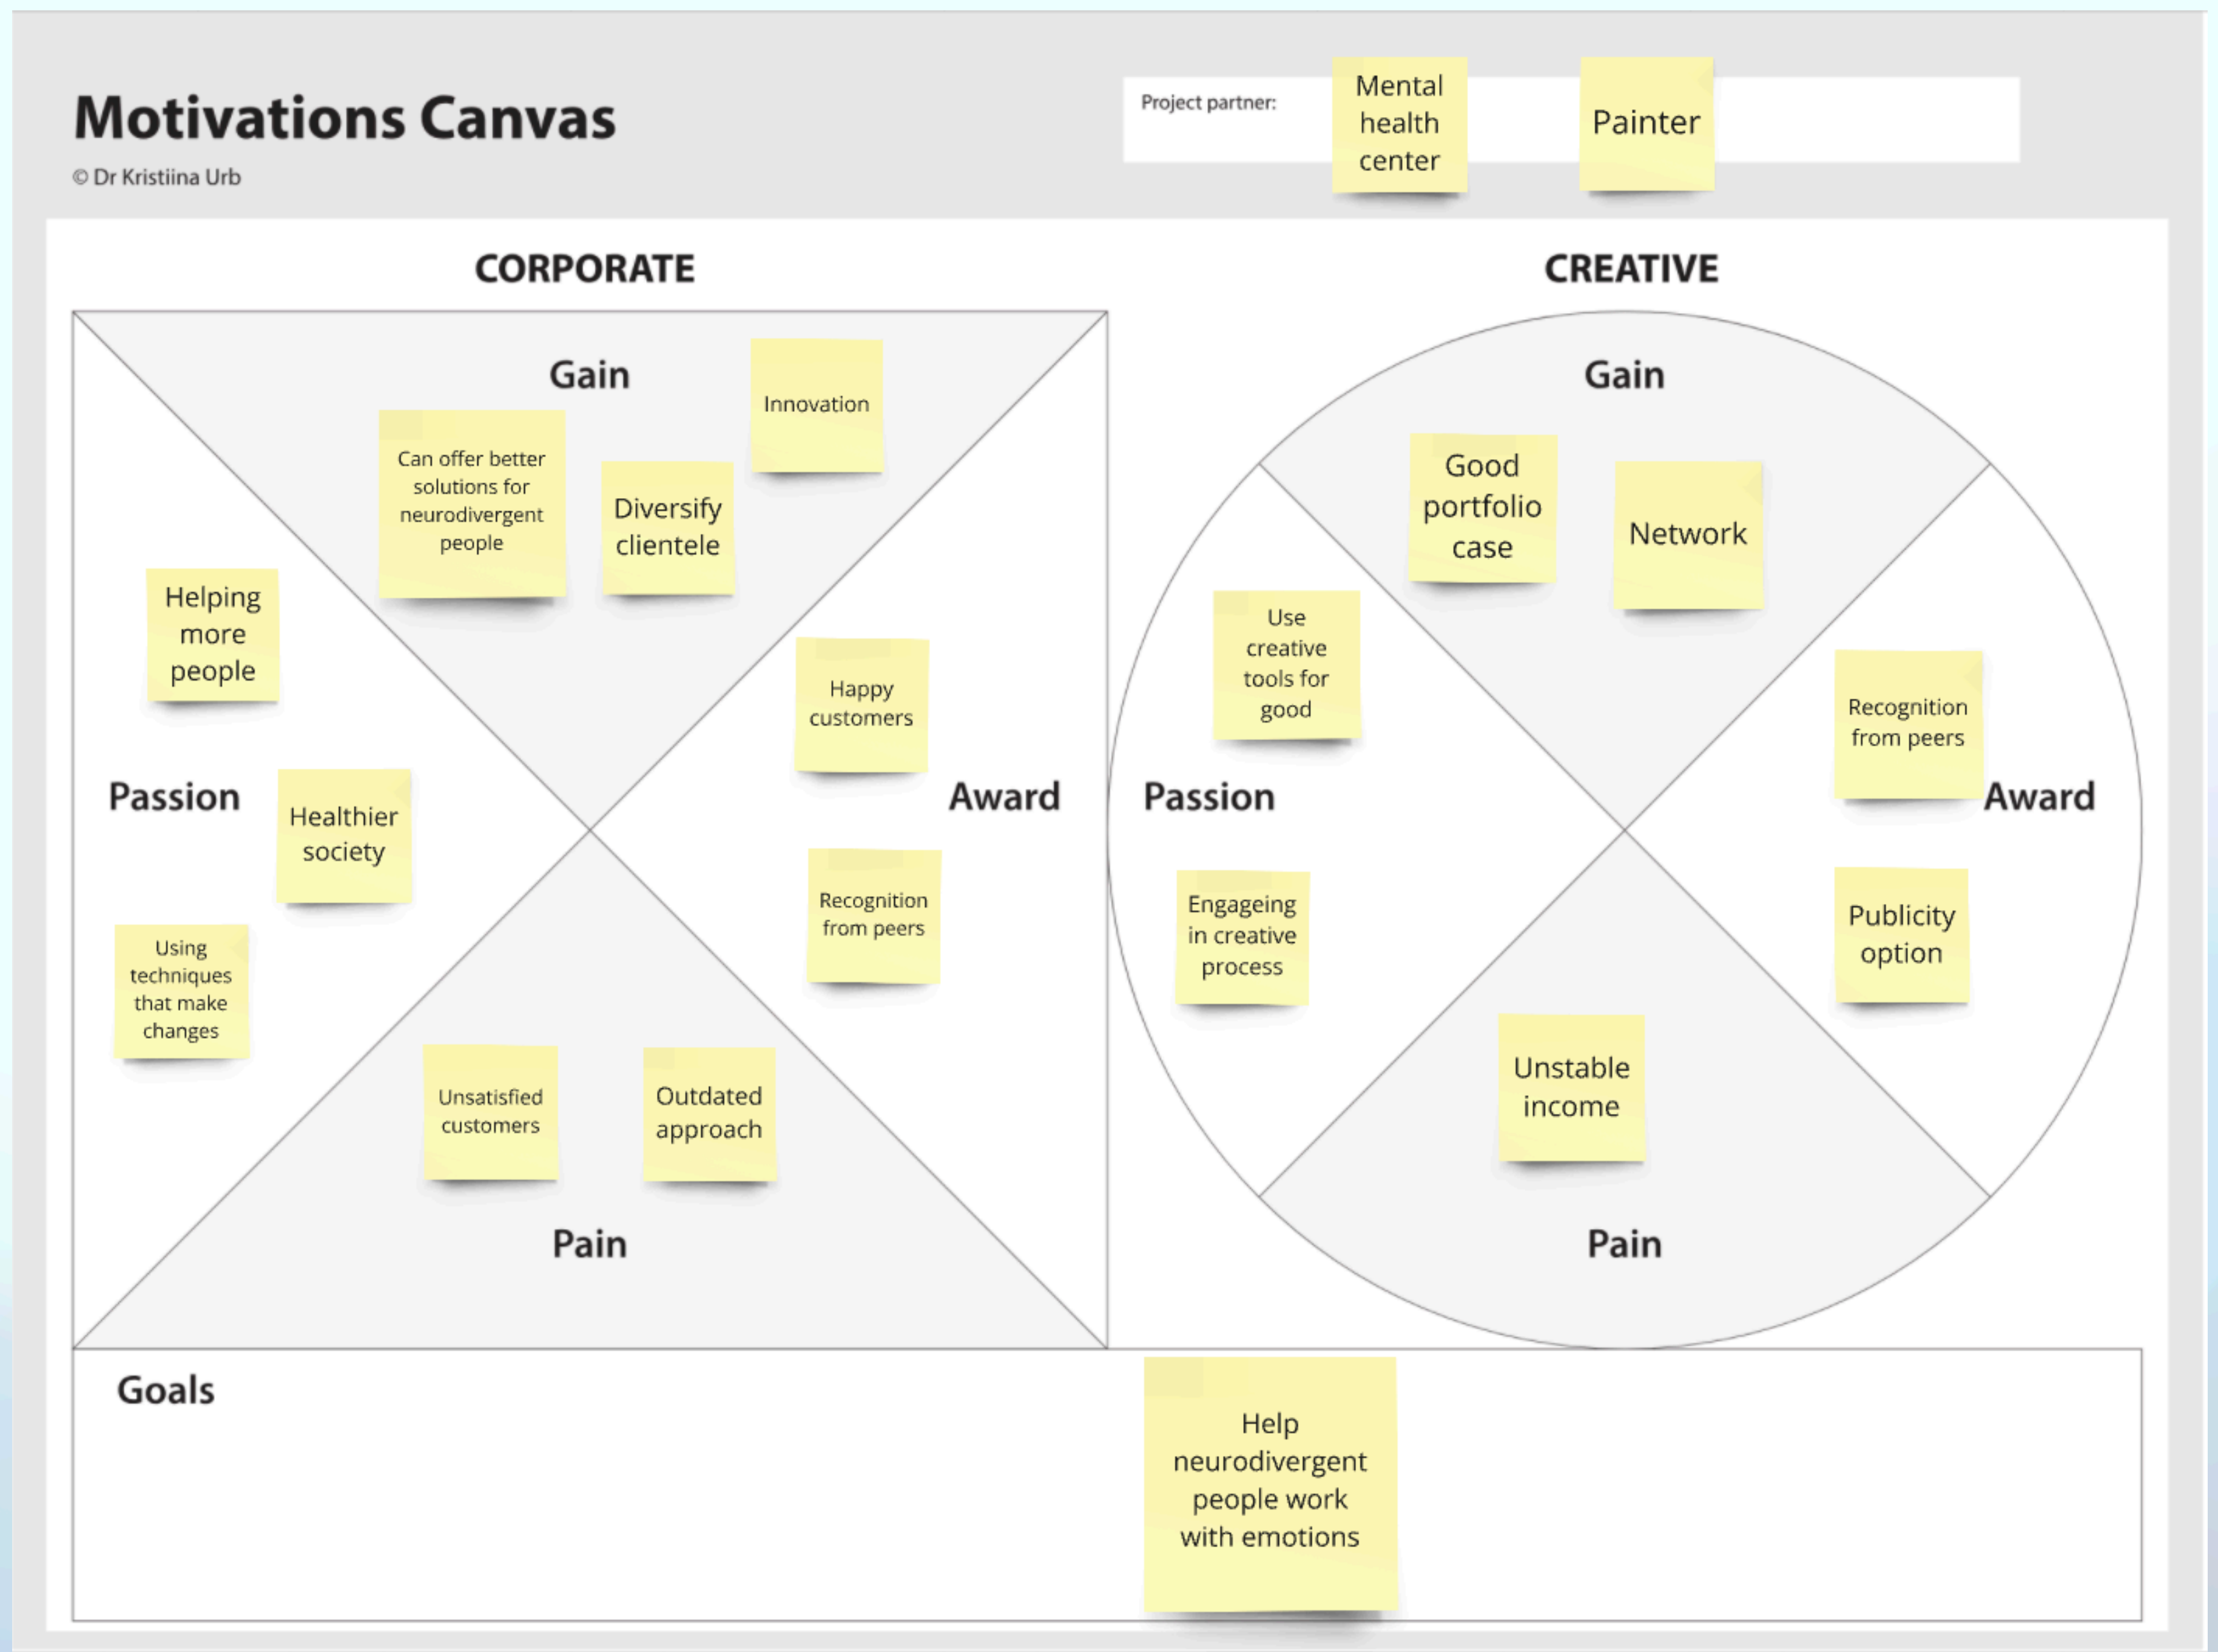 Motivations Canvas
© Dr Kristiina Urb
Project partner:
Mental
health
center
Painter
CORPORATE
Gain
Innovation
Can offer better
solutions for
neurodivergent
people
Diversify
clientele
Helping
more
people
Passion
Healthier
society
Using
techniques
that make
changes
Happy
customers
Award
Recognition
from peers
Unsatisfied
customers
Outdated
approach
Pain
CREATIVE
Gain
Good
portfolio
case
Network
Use
creative
tools for
good
Passion
Engageing
in creative
process
Recognition
from peers
Award
Publicity
option
Unstable
income
Pain
Goals
Help
neurodivergent
people work
with emotions